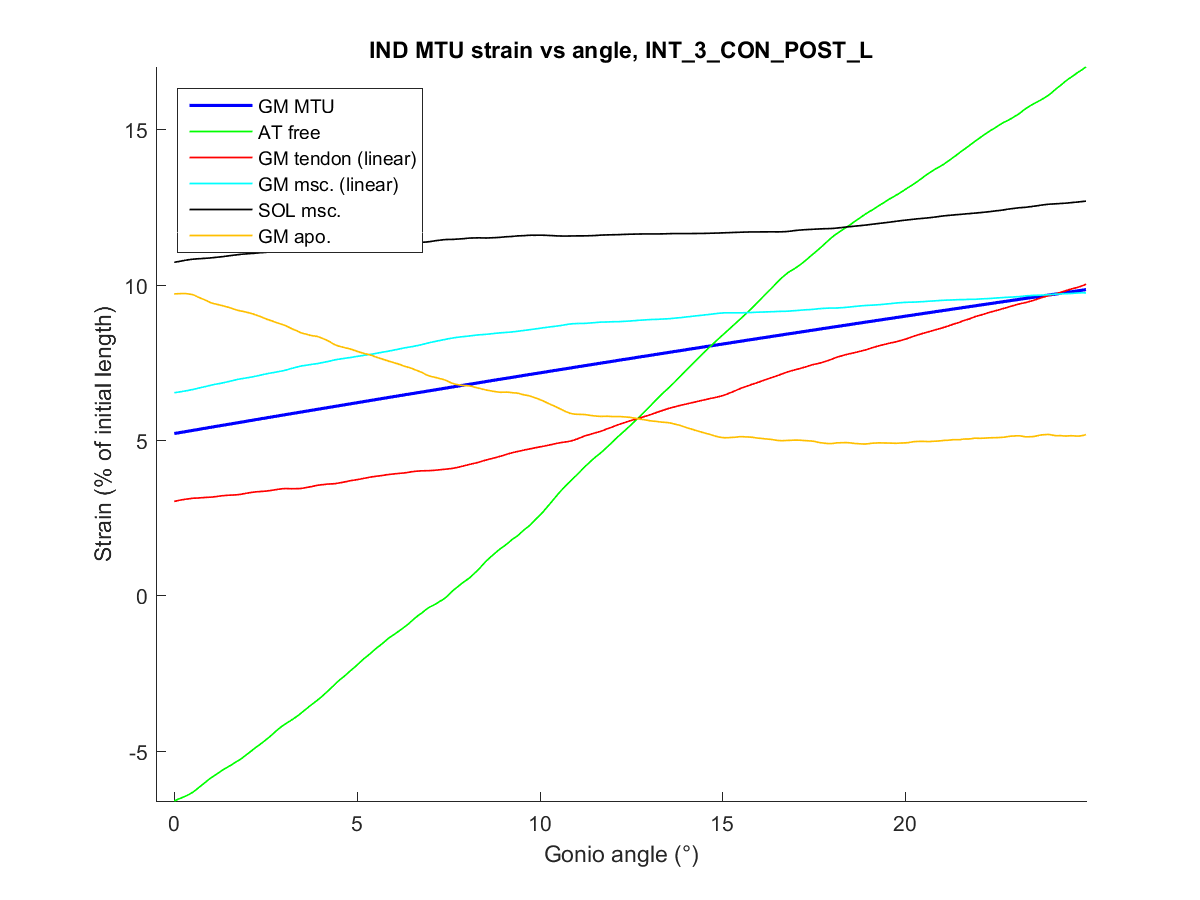 IND MTU strain vs angle, INT_3_CON_POST_L
GM MTU
AT free
GM tendon (linear)
GM msc. (linear)
SOL msc.
GM apo.
15
10
5
0
-5
Strain (% of initial length)
0
5
10
15
20
Gonio angle (°)